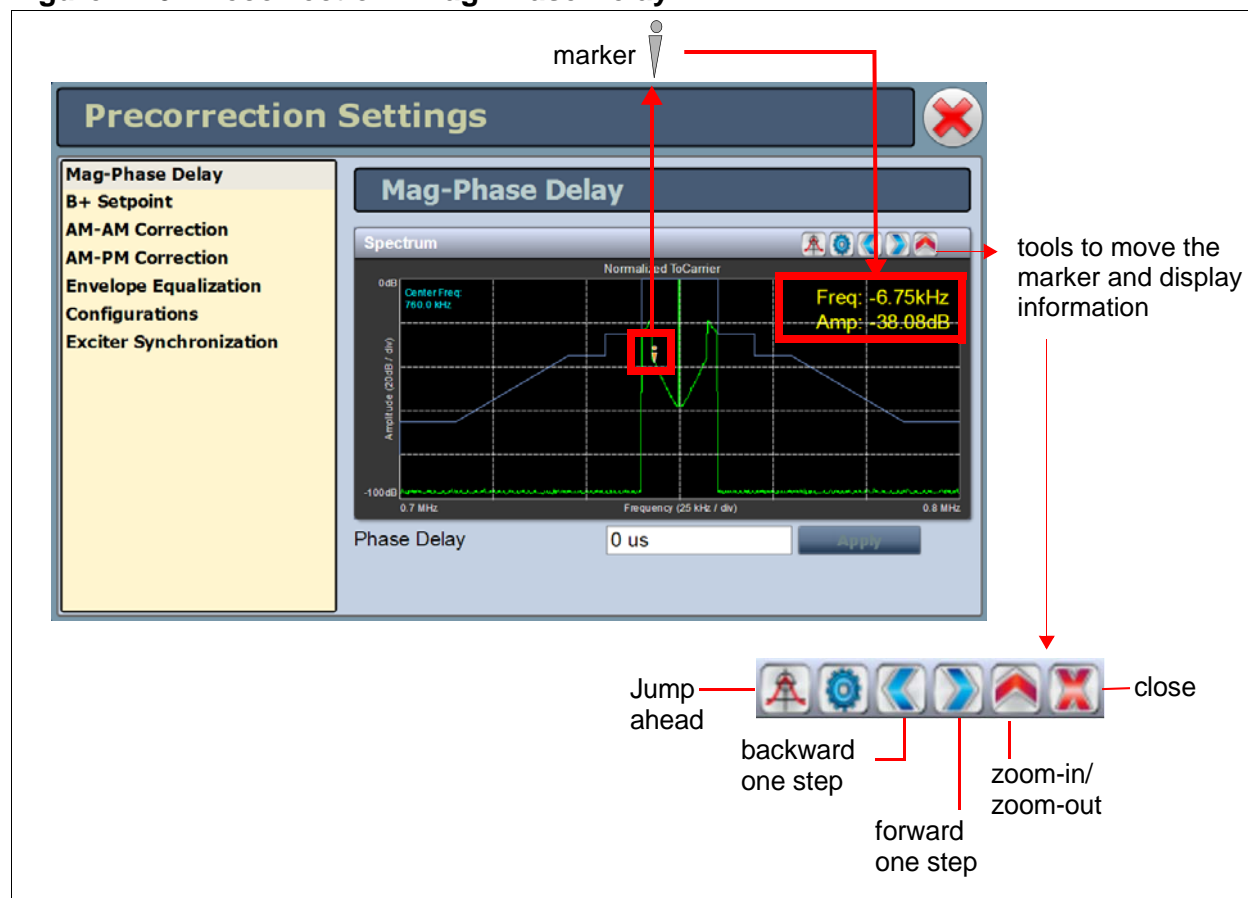 marker
Precorrection Settings
Mag-Phase Delay
B+ Setpoint
AM-AM Correction
AM-PM Correction
Envelope Equalization
Configurations
Exciter Synchronization
Mag-Phase Delay
Spectrum
Normalized ToCarrier
0dB
Center Freq:
760.0 kHz
Freq: -6.75kHz
Amp: -38.08dB
Amplitude (20dB / div)
-100dB
0.7 MHz
Frequency (25 kHz / div)
0.8 MHz
Phase Delay
0 us
Apply
tools to move the
marker and display
information
Jump
ahead
close
backward
one step
zoom-in/
zoom-out
forward
one step